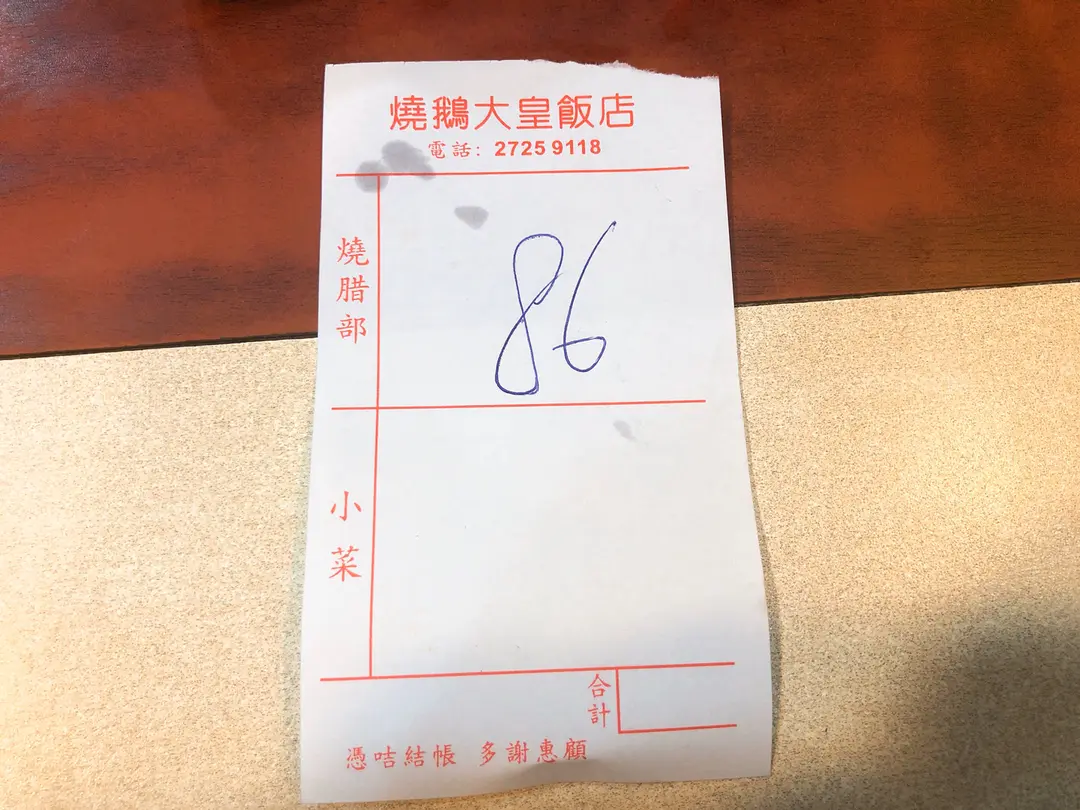 燒鵝大皇飯店
電話: 2725 9118
燒腊部
86
小菜
合計
憑咭結帳 多謝惠顧